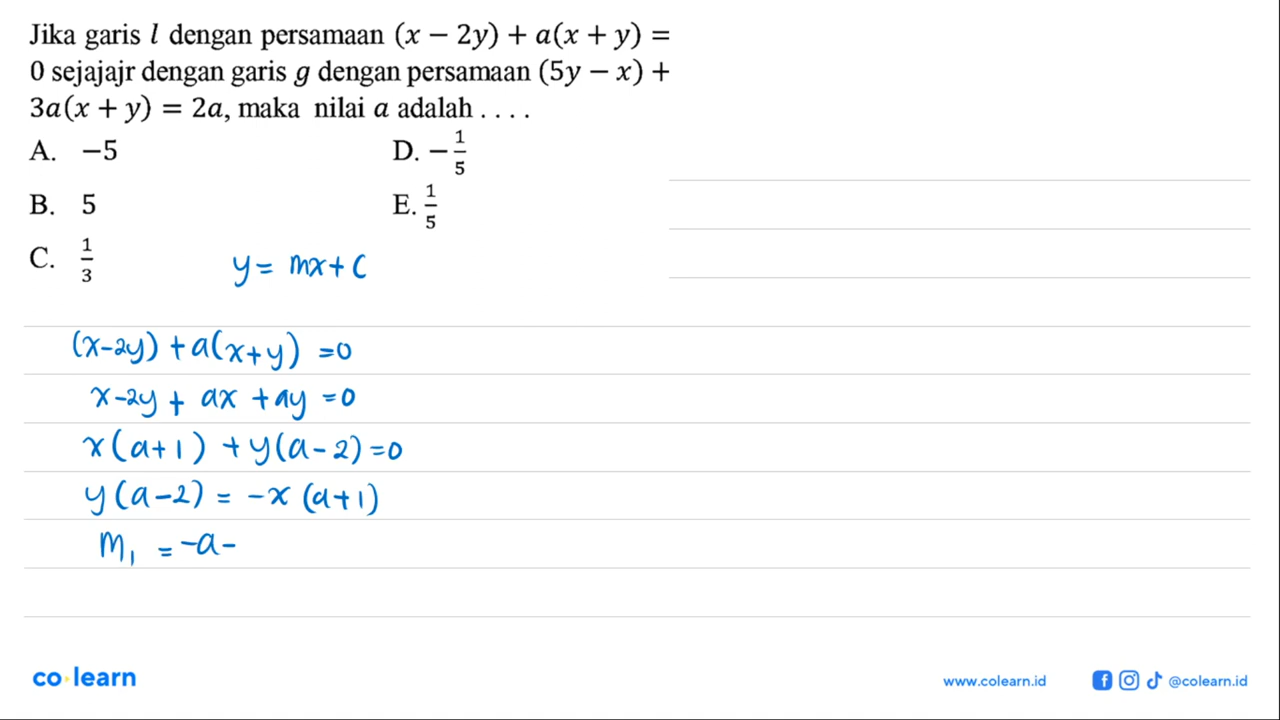 Jika garis l dengan persamaan (x − 2y) + a(x + y) =
0 sejajajr dengan garis g dengan persamaan (5y − x) +
3a(x + y) = 2a, maka nilai a adalah . . . .
A. −5
D. −1/5
B. 5
E. 1/5
C. 1/3
y = mx + c
(x-2y) + a(x+y) = 0
x-2y + ax + ay = 0
x(a+1) + y(a-2) = 0
y(a-2) = -x(a+1)
m₁ = -a-
co·learn
www.colearn.id
@colearn.id